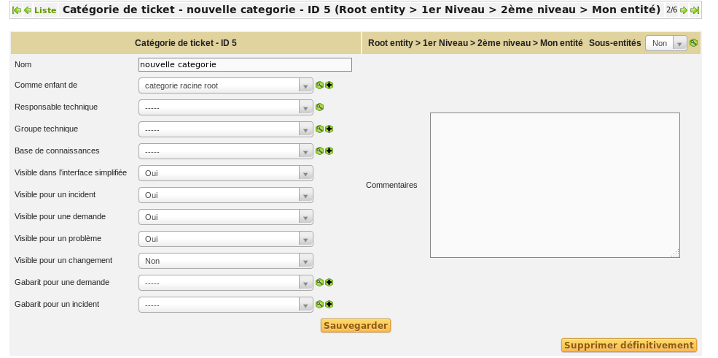 Liste Catégorie de ticket - nouvelle categorie - ID 5 (Root entity > 1er Niveau > 2ème niveau > Mon entité) 2/6
Catégorie de ticket - ID 5 Root entity > 1er Niveau > 2ème niveau > Mon entité Sous-entités Non
Nom nouvelle categorie
Comme enfant de categorie racine root
Responsable technique -----
Groupe technique -----
Base de connaissances -----
Visible dans l'interface simplifiée Oui
Commentaires
Visible pour un incident Oui
Visible pour une demande Oui
Visible pour un problème Oui
Visible pour un changement Non
Gabarit pour une demande -----
Gabarit pour un incident -----
Sauvegarder
Supprimer définitivement